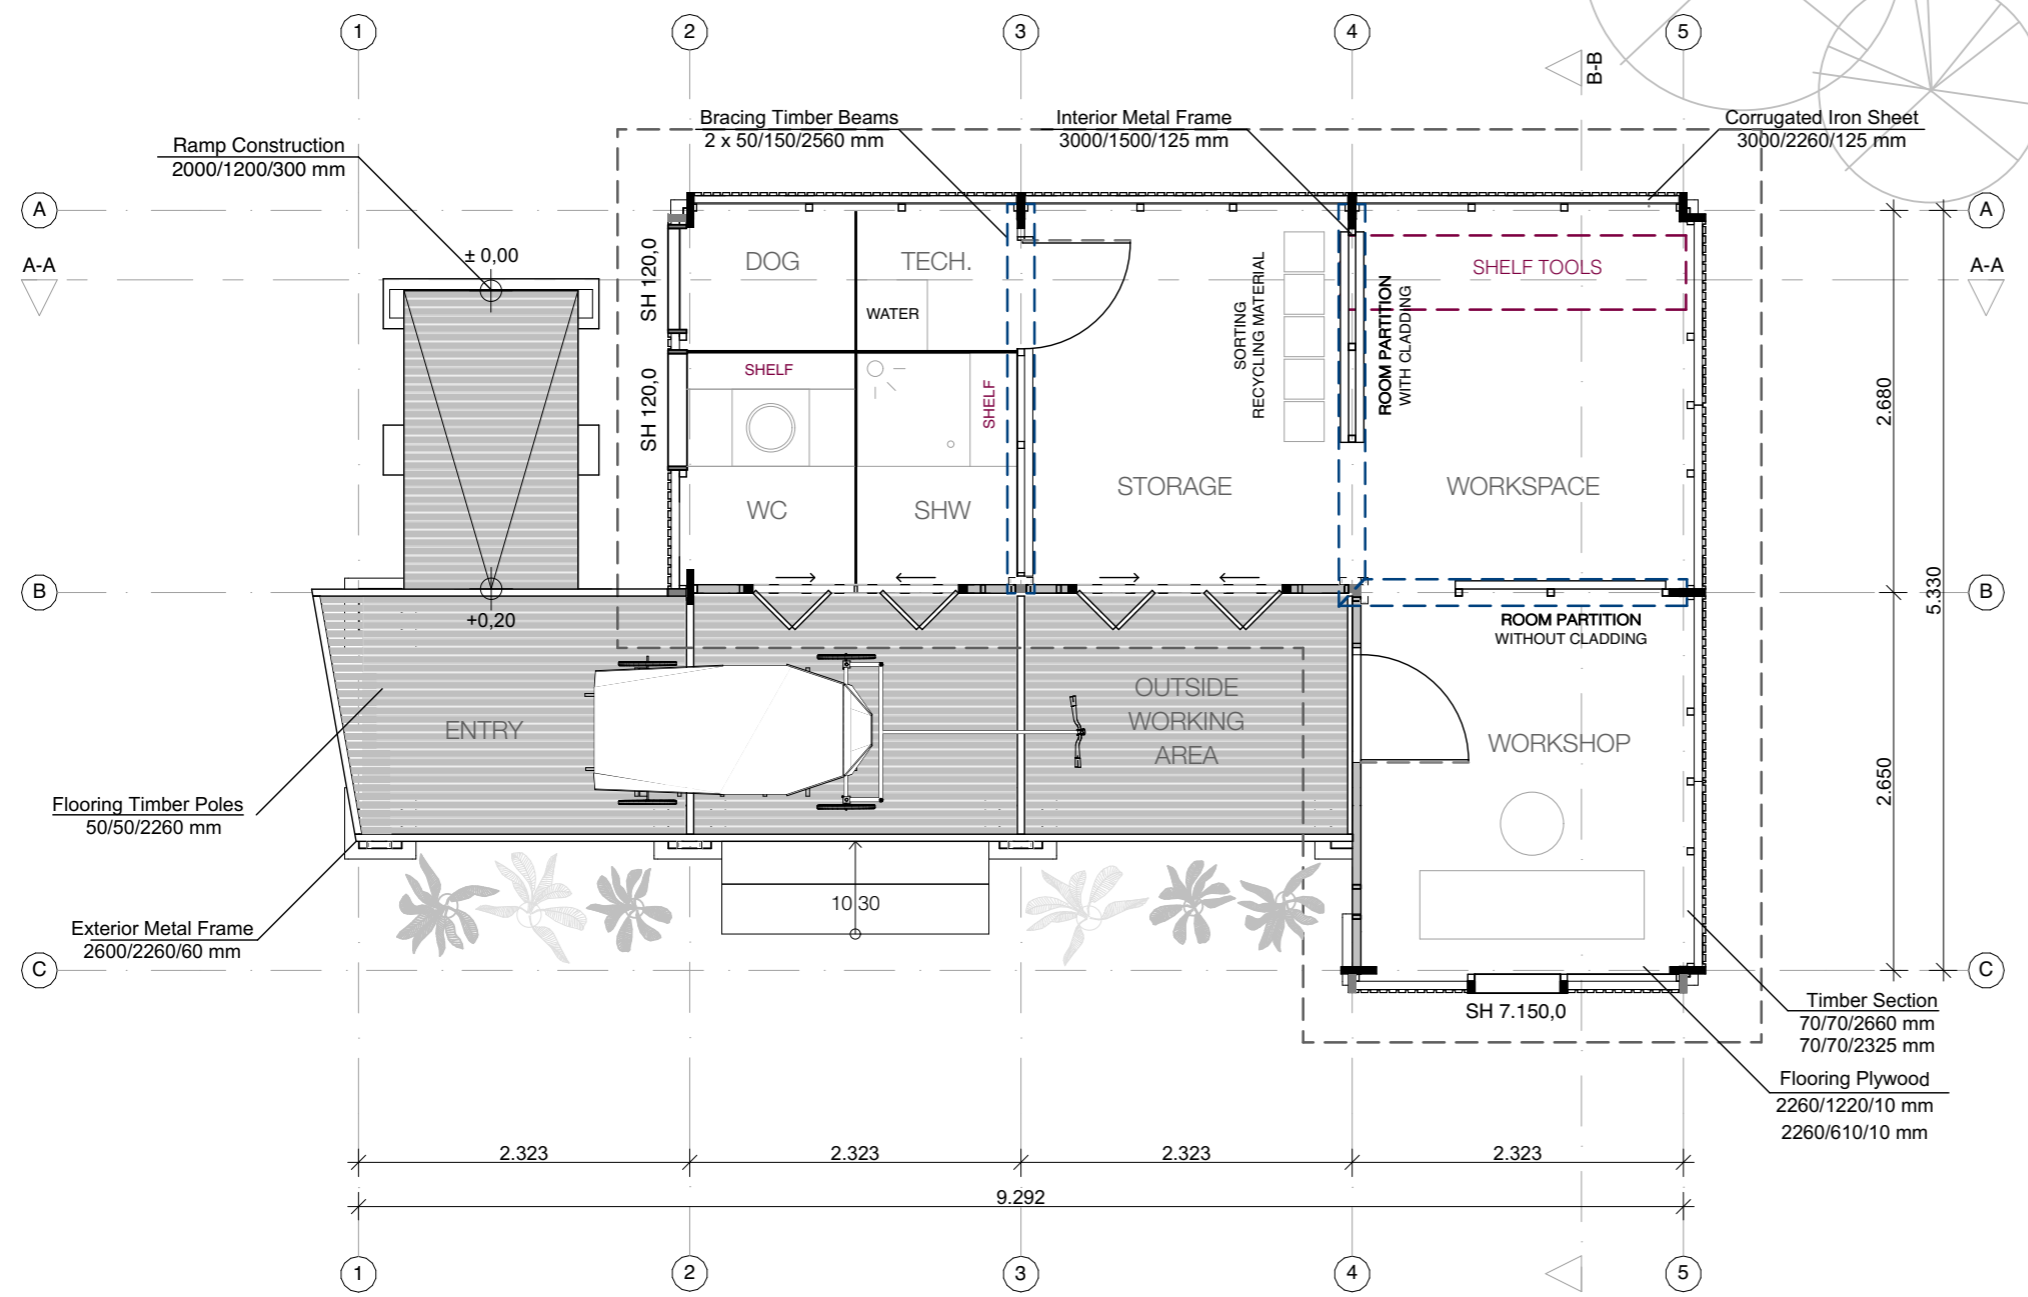 1
2
3
4
5
B-B
Bracing Timber Beams
2 x 50/150/2560 mm
Interior Metal Frame
3000/1500/125 mm
Corrugated Iron Sheet
3000/2260/125 mm
Ramp Construction
2000/1200/300 mm
A
A
A-A
A-A
± 0,00
SH 120,0
DOG
TECH.
WATER
SORTING
RECYCLING MATERIAL
ROOM PARTITION
WITH CLADDING
SHELF TOOLS
SH 120,0
SHELF
SHELF
2.680
5.330
STORAGE
WORKSPACE
WC
SHW
B
B
+0,20
ROOM PARTITION
WITHOUT CLADDING
ENTRY
OUTSIDE
WORKING
AREA
WORKSHOP
2.650
Flooring Timber Poles
50/50/2260 mm
10 30
Exterior Metal Frame
2600/2260/60 mm
C
C
SH 7.150,0
Timber Section
70/70/2660 mm
70/70/2325 mm
Flooring Plywood
2260/1220/10 mm
2260/610/10 mm
2.323
2.323
2.323
2.323
9.292
1
2
3
4
5